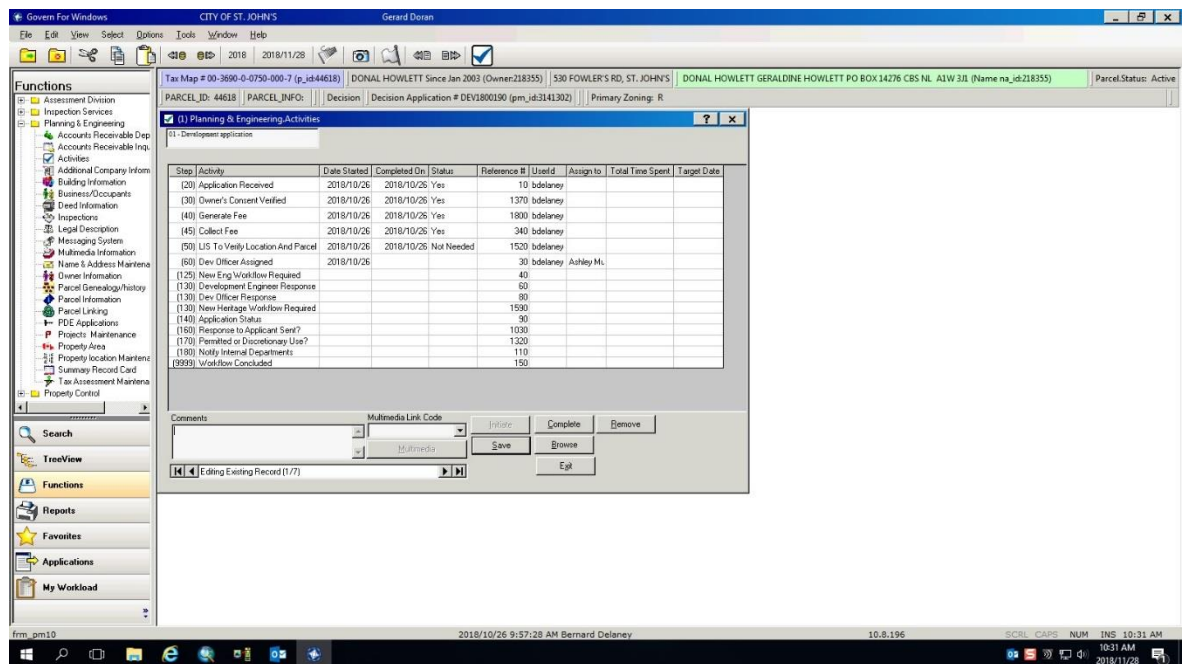 Govern For Windows CITY OF ST. JOHN'S Gerard Doran
File Edit View Select Options Tools Window Help
2018 2018/11/28
Functions
Assessment Division
Inspection Services
Planning & Engineering
Accounts Receivable Dep
Accounts Receivable Inqu
Activities
Additional Company Inform
Building Information
Business/Occupants
Deed Information
Inspections
Legal Description
Messaging System
Multimedia Information
Name & Address Maintena
Owner Information
Parcel Genealogy/history
Parcel Information
Parcel Linking
PDE Applications
Projects Maintenance
Property Area
Property location Maintena
Summary Record Card
Tax Assessment Maintena
Property Control
Search
TreeView
Functions
Reports
Favorites
Applications
My Workload
Tax Map # 00-3690-0-0750-000-7 (p_id:44618) DONAL HOWLETT Since Jan 2003 (Owner:218355) 530 FOWLER'S RD, ST. JOHN'S DONAL HOWLETT GERALDINE HOWLETT PO BOX 14276 CBS NL A1W 3J1 (Name na_id:218355) Parcel.Status: Active
PARCEL_ID: 44618 PARCEL_INFO: Decision Decision Application # DEV1800190 (pm_id:3141302) Primary Zoning: R
(1) Planning & Engineering.Activities
01 - Development application
Step Activity Date Started Completed On Status Reference # UserId Assign to Total Time Spent Target Date
(20) Application Received 2018/10/26 2018/10/26 Yes 10 bdelaney
(30) Owner's Consent Verified 2018/10/26 2018/10/26 Yes 1370 bdelaney
(40) Generate Fee 2018/10/26 2018/10/26 Yes 1800 bdelaney
(45) Collect Fee 2018/10/26 2018/10/26 Yes 340 bdelaney
(50) LIS To Verify Location And Parcel 2018/10/26 2018/10/26 Not Needed 1520 bdelaney
(60) Dev Officer Assigned 2018/10/26 30 bdelaney Ashley Mu
(125) New Eng Workflow Required 40
(130) Development Engineer Response 60
(130) Dev Officer Response 80
(130) New Heritage Workflow Required 1590
(140) Application Status 90
(160) Response to Applicant Sent? 1030
(170) Permitted or Discretionary Use? 1320
(180) Notify Internal Departments 110
(9999) Workflow Concluded 150
Comments Multimedia Link Code
Initiate Complete Remove
Multimedia Save Browse
Exit
Editing Existing Record (1/7)
frm_pm10 2018/10/26 9:57:28 AM Bernard Delaney 10.8.196 SCRL CAPS NUM INS 10:31 AM
10:31 AM
2018/11/28